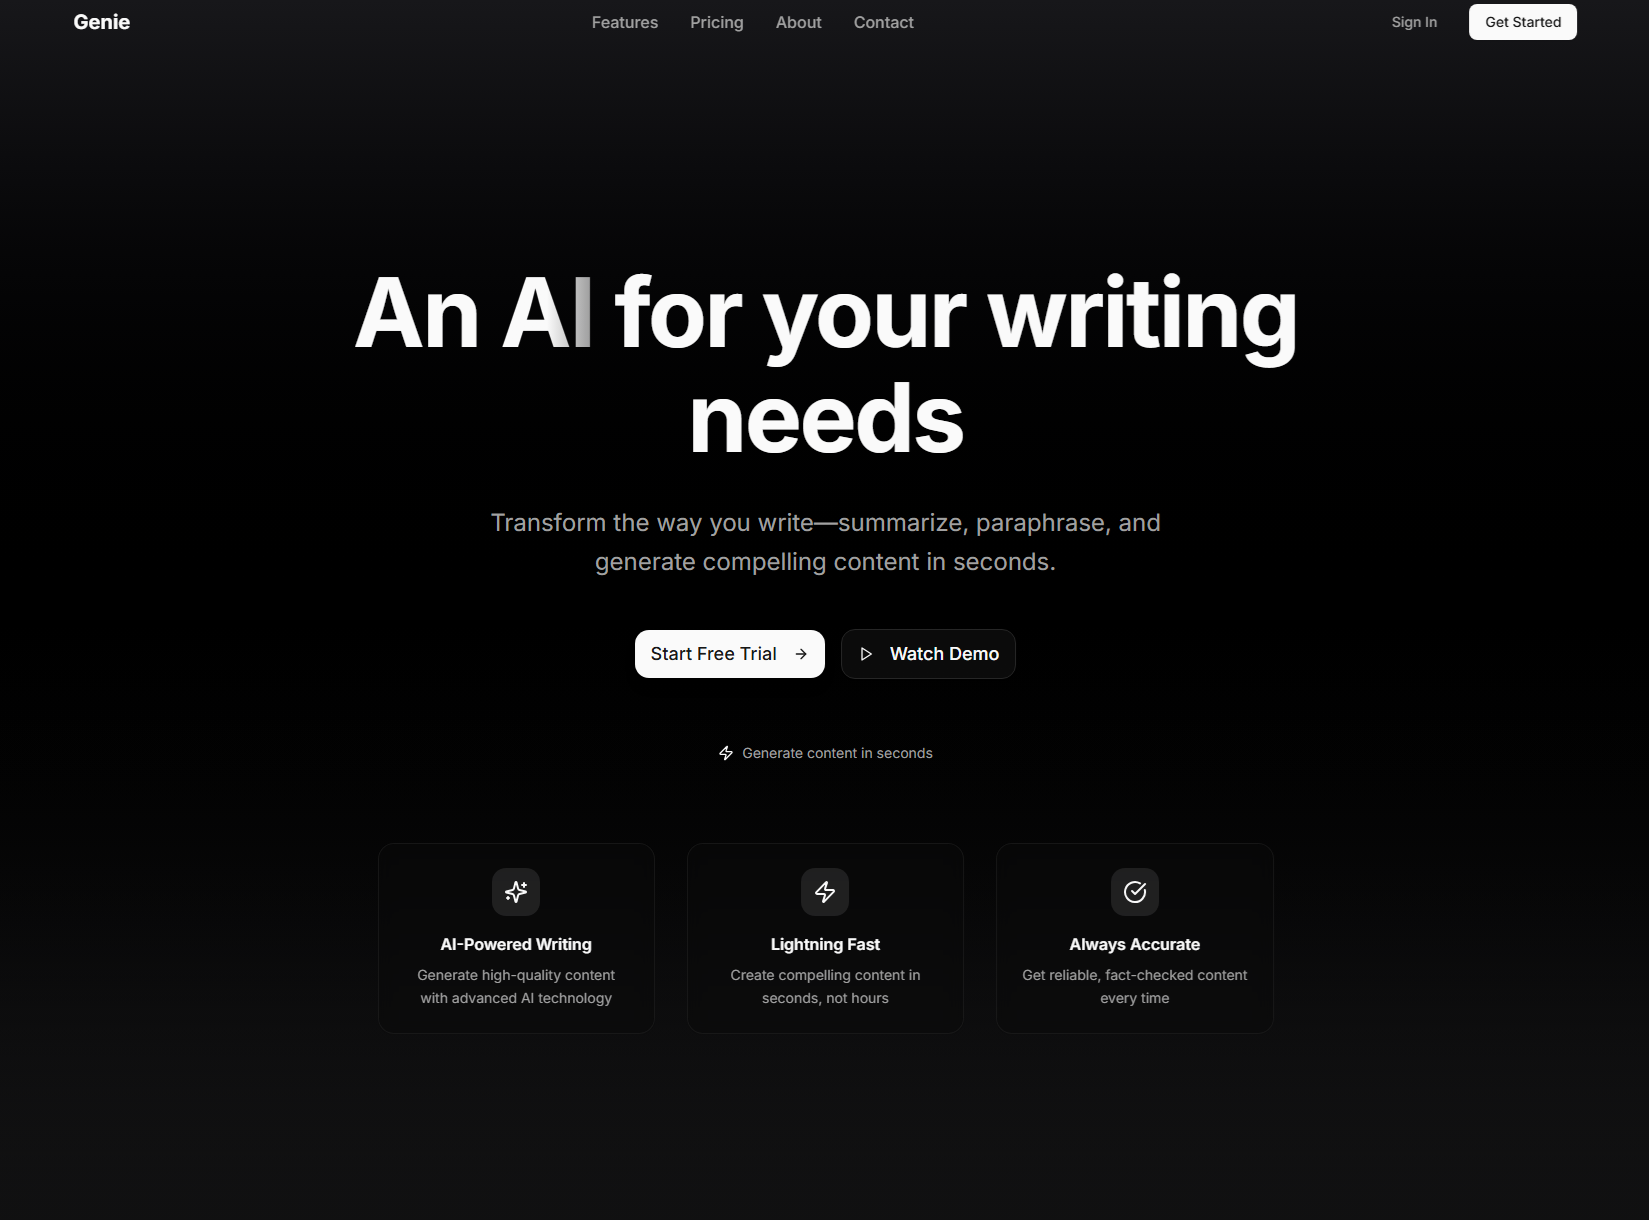 Genie
Features
Pricing
About
Contact
Sign In
Get Started
An AI for your writing
needs
Transform the way you write—summarize, paraphrase, and
generate compelling content in seconds.
Start Free Trial
Watch Demo
Generate content in seconds
AI-Powered Writing
Generate high-quality content
with advanced AI technology
Lightning Fast
Create compelling content in
seconds, not hours
Always Accurate
Get reliable, fact-checked content
every time